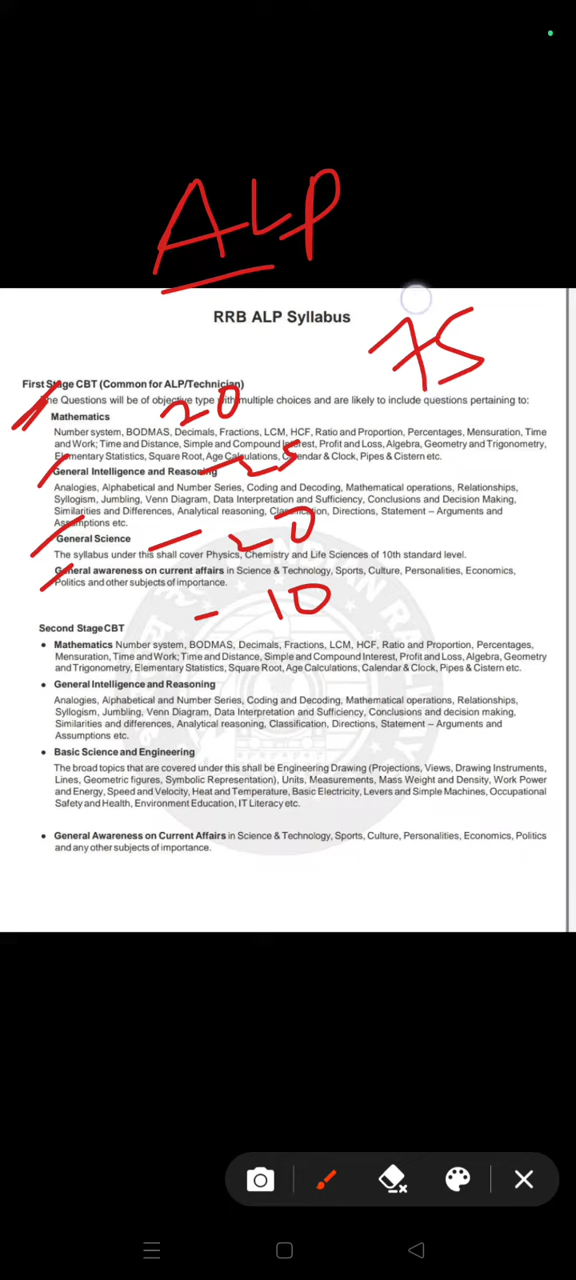 ALP
RRB ALP Syllabus
75
First Stage CBT (Common for ALP/Technician)
The Questions will be of objective type with multiple choices and are likely to include questions pertaining to:
20
Mathematics
Number system, BODMAS, Decimals, Fractions, LCM, HCF, Ratio and Proportion, Percentages, Mensuration, Time
and Work; Time and Distance, Simple and Compound Interest, Profit and Loss, Algebra, Geometry and Trigonometry,
Elementary Statistics, Square Root, Age Calculations, Calendar & Clock, Pipes & Cistern etc.
General Intelligence and Reasoning - 25
Analogies, Alphabetical and Number Series, Coding and Decoding, Mathematical operations, Relationships,
Syllogism, Jumbling, Venn Diagram, Data Interpretation and Sufficiency, Conclusions and Decision Making,
Similarities and Differences, Analytical reasoning, Classification, Directions, Statement – Arguments and
Assumptions etc.
General Science - 20
The syllabus under this shall cover Physics, Chemistry and Life Sciences of 10th standard level.
General awareness on current affairs in Science & Technology, Sports, Culture, Personalities, Economics,
Politics and other subjects of importance.
- 10
Second Stage CBT
• Mathematics Number system, BODMAS, Decimals, Fractions, LCM, HCF, Ratio and Proportion, Percentages,
Mensuration, Time and Work; Time and Distance, Simple and Compound Interest, Profit and Loss, Algebra, Geometry
and Trigonometry, Elementary Statistics, Square Root, Age Calculations, Calendar & Clock, Pipes & Cistern etc.
• General Intelligence and Reasoning
Analogies, Alphabetical and Number Series, Coding and Decoding, Mathematical operations, Relationships,
Syllogism, Jumbling, Venn Diagram, Data Interpretation and Sufficiency, Conclusions and decision making,
Similarities and differences, Analytical reasoning, Classification, Directions, Statement – Arguments and
Assumptions etc.
• Basic Science and Engineering
The broad topics that are covered under this shall be Engineering Drawing (Projections, Views, Drawing Instruments,
Lines, Geometric figures, Symbolic Representation), Units, Measurements, Mass Weight and Density, Work Power
and Energy, Speed and Velocity, Heat and Temperature, Basic Electricity, Levers and Simple Machines, Occupational
Safety and Health, Environment Education, IT Literacy etc.
• General Awareness on Current Affairs in Science & Technology, Sports, Culture, Personalities, Economics, Politics
and any other subjects of importance.